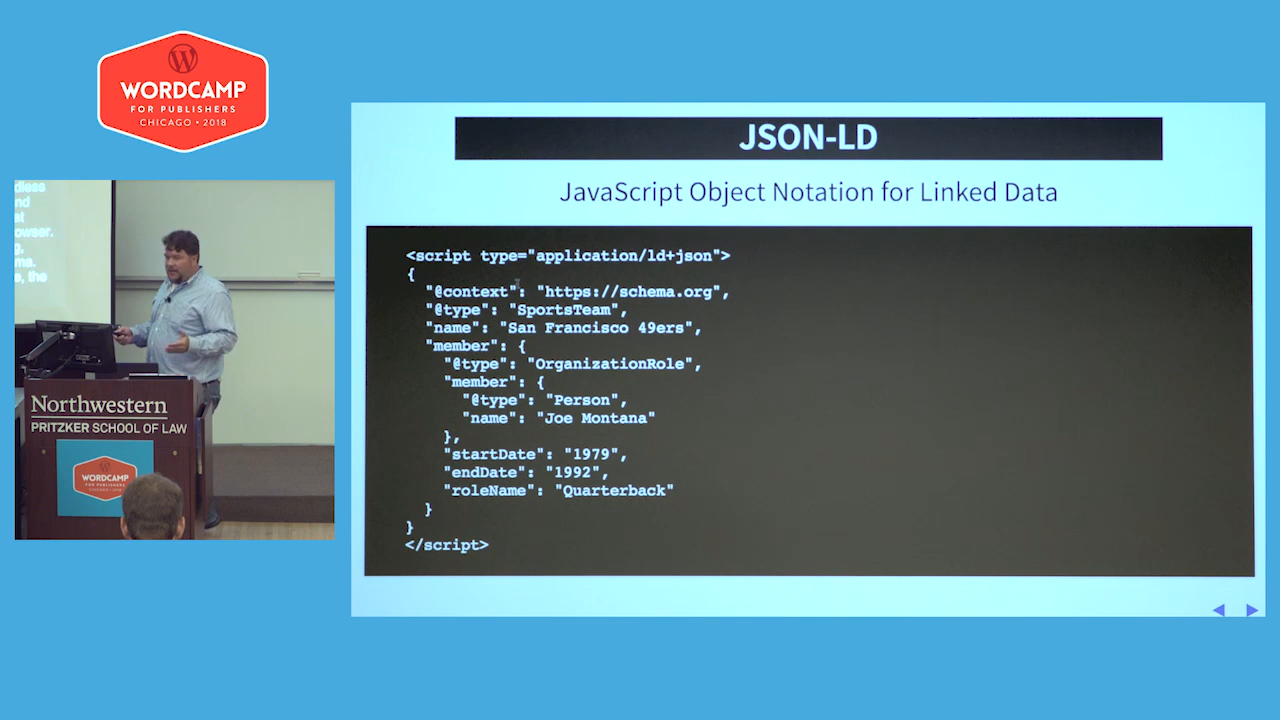 WORDCAMP
FOR PUBLISHERS
CHICAGO • 2018
JSON-LD
JavaScript Object Notation for Linked Data
<script type="application/ld+json">
{
"@context": "https://schema.org",
"@type": "SportsTeam",
"name": "San Francisco 49ers",
"member": {
"@type": "OrganizationRole",
"member": {
"@type": "Person",
"name": "Joe Montana"
},
"startDate": "1979",
"endDate": "1992",
"roleName": "Quarterback"
}
}
</script>
the
Northwestern
PRITZKER SCHOOL OF LAW
WORDCAMP
FOR PUBLISHERS